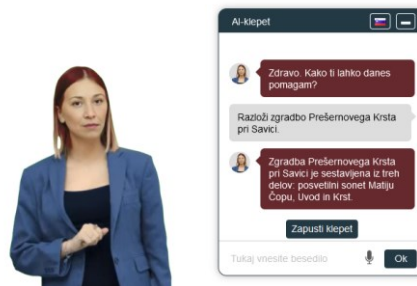 AI-klepet
Zdravo. Kako ti lahko danes
pomagam?
Razloži zgradbo Prešernovega Krsta
pri Savici.
Zgradba Prešernovega Krsta
pri Savici je sestavljena iz treh
delov: posvetilni sonet Matiju
Čopu, Uvod in Krst.
Zapusti klepet
Tukaj vnesite besedilo
Ok